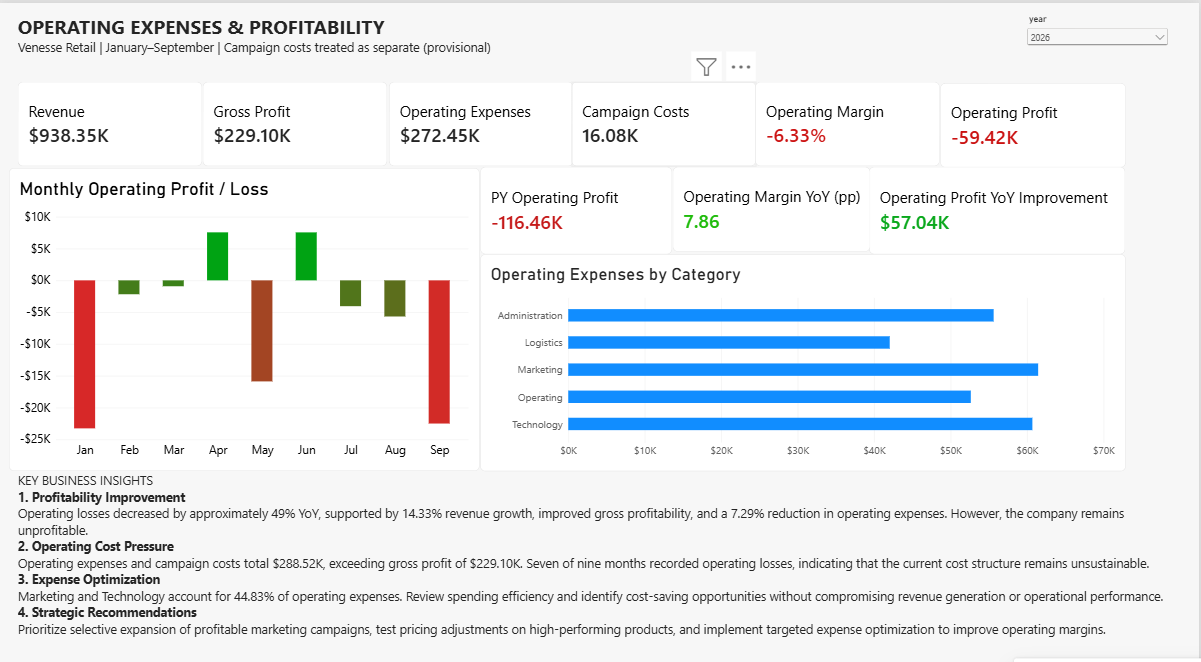 OPERATING EXPENSES & PROFITABILITY
Venesse Retail | January–September | Campaign costs treated as separate (provisional)
year
2026
Revenue
$938.35K
Gross Profit
$229.10K
Operating Expenses
$272.45K
Campaign Costs
16.08K
Operating Margin
-6.33%
Operating Profit
-59.42K
Monthly Operating Profit / Loss
$10K
$5K
$0K
-$5K
-$10K
-$15K
-$20K
-$25K
Jan Feb Mar Apr May Jun Jul Aug Sep
PY Operating Profit
-116.46K
Operating Margin YoY (pp)
7.86
Operating Profit YoY Improvement
$57.04K
Operating Expenses by Category
Administration
Logistics
Marketing
Operating
Technology
$0K $10K $20K $30K $40K $50K $60K $70K
KEY BUSINESS INSIGHTS
1. Profitability Improvement
Operating losses decreased by approximately 49% YoY, supported by 14.33% revenue growth, improved gross profitability, and a 7.29% reduction in operating expenses. However, the company remains
unprofitable.
2. Operating Cost Pressure
Operating expenses and campaign costs total $288.52K, exceeding gross profit of $229.10K. Seven of nine months recorded operating losses, indicating that the current cost structure remains unsustainable.
3. Expense Optimization
Marketing and Technology account for 44.83% of operating expenses. Review spending efficiency and identify cost-saving opportunities without compromising revenue generation or operational performance.
4. Strategic Recommendations
Prioritize selective expansion of profitable marketing campaigns, test pricing adjustments on high-performing products, and implement targeted expense optimization to improve operating margins.